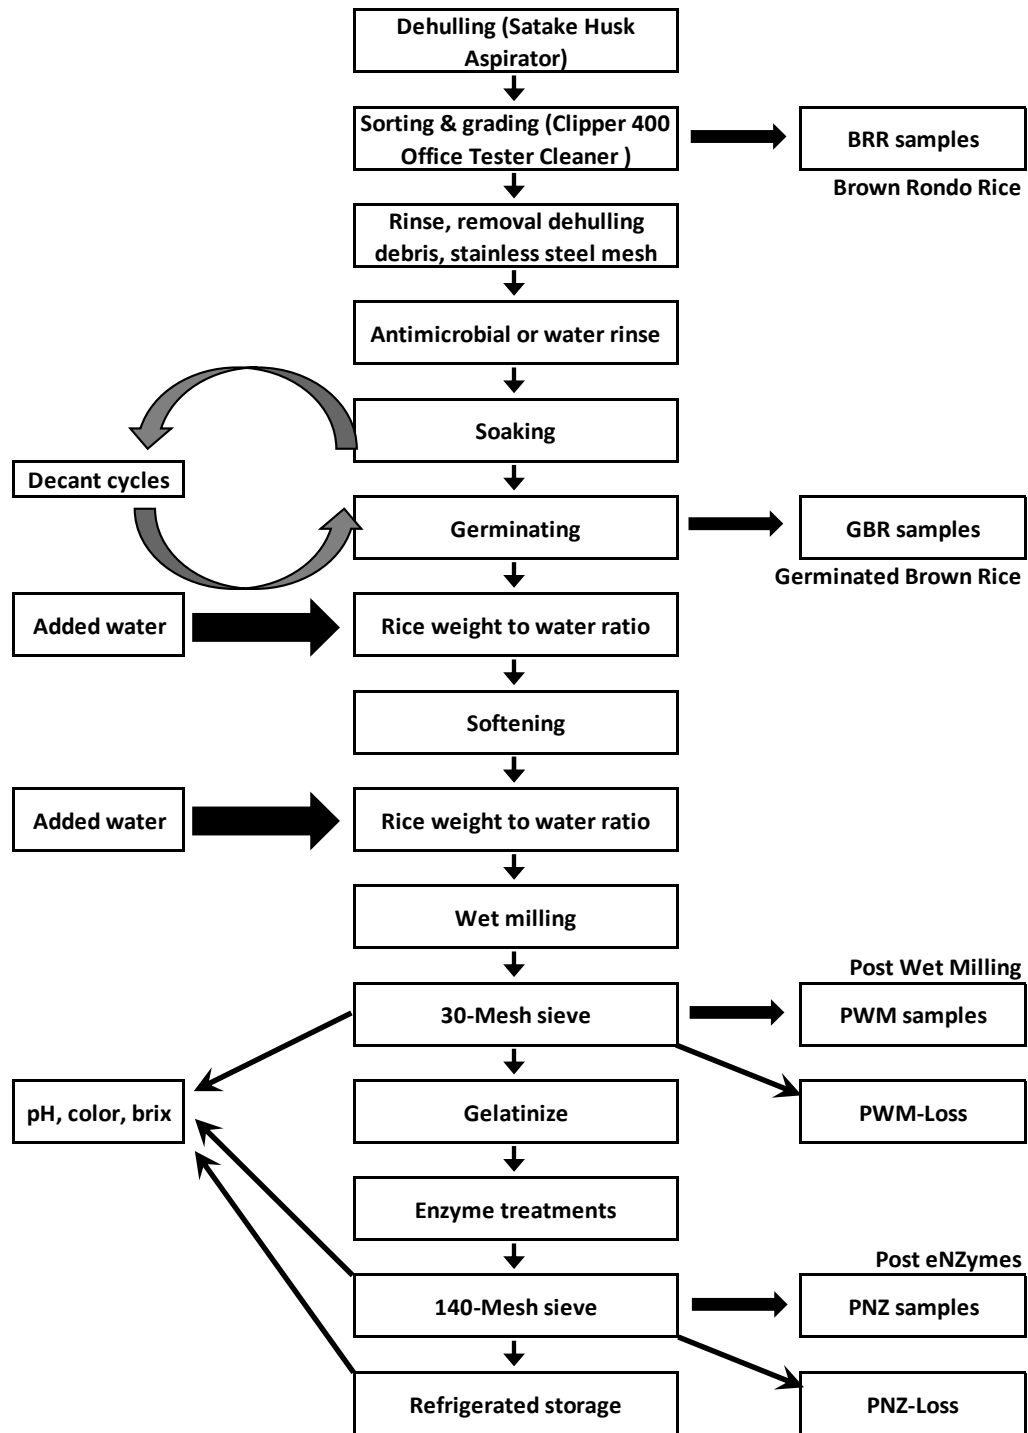 Dehulling (Satake Husk
Aspirator)
Sorting & grading (Clipper 400
Office Tester Cleaner )
BRR samples
Brown Rondo Rice
Rinse, removal dehulling
debris, stainless steel mesh
Antimicrobial or water rinse
Soaking
Decant cycles
Germinating
GBR samples
Germinated Brown Rice
Added water
Rice weight to water ratio
Softening
Added water
Rice weight to water ratio
Wet milling
Post Wet Milling
30-Mesh sieve
PWM samples
pH, color, brix
Gelatinize
PWM-Loss
Enzyme treatments
Post eNZymes
140-Mesh sieve
PNZ samples
Refrigerated storage
PNZ-Loss